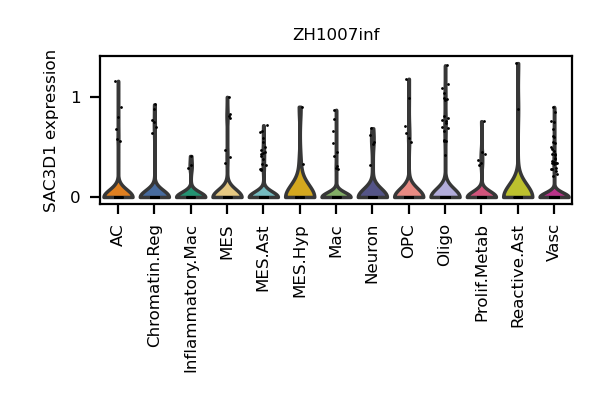 ZH1007inf
SAC3D1 expression
1
0
AC
Chromatin.Reg
Inflammatory.Mac
MES
MES.Ast
MES.Hyp
Mac
Neuron
OPC
Oligo
Prolif.Metab
Reactive.Ast
Vasc